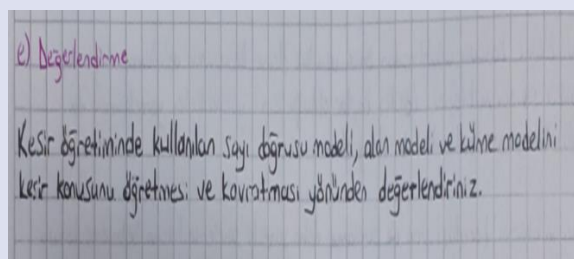 e) Değerlendirme
Kesir öğretiminde kullanılan sayı doğrusu modeli, alan modeli ve küme modelini
kesir konusunu öğretmesi ve kavratması yönünden değerlendiriniz.